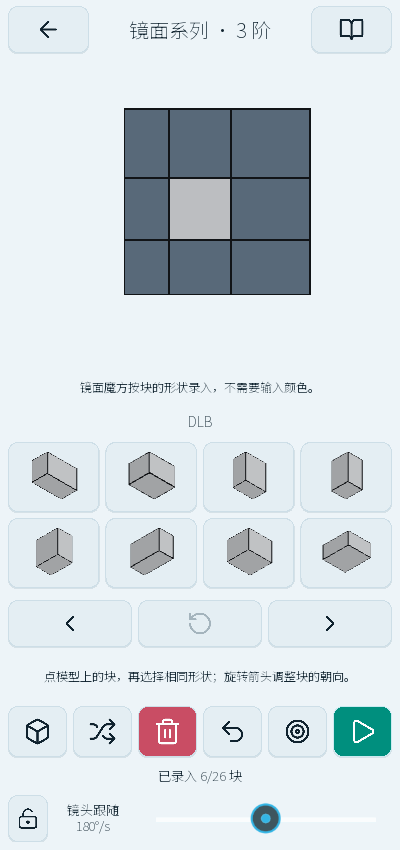 镜面系列 · 3 阶
镜面魔方按块的形状录入，不需要输入颜色。
DLB
点模型上的块，再选择相同形状；旋转箭头调整块的朝向。
已录入 6/26 块
镜头跟随
180°/s